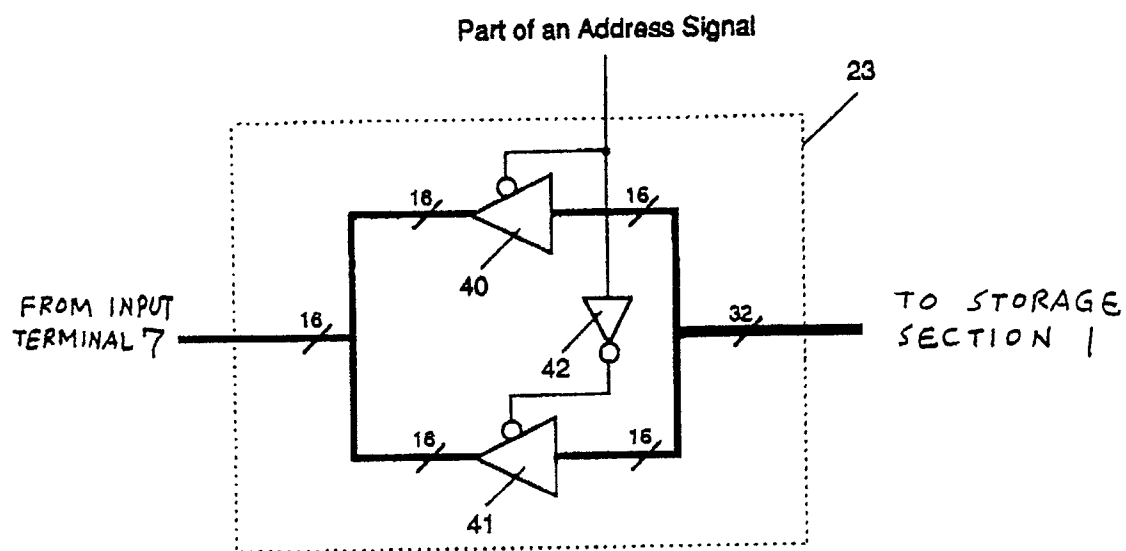 Part of an Address Signal
23
16
16
40
FROM INPUT
TERMINAL 7
16
42
32
TO STORAGE
SECTION 1
16
16
41